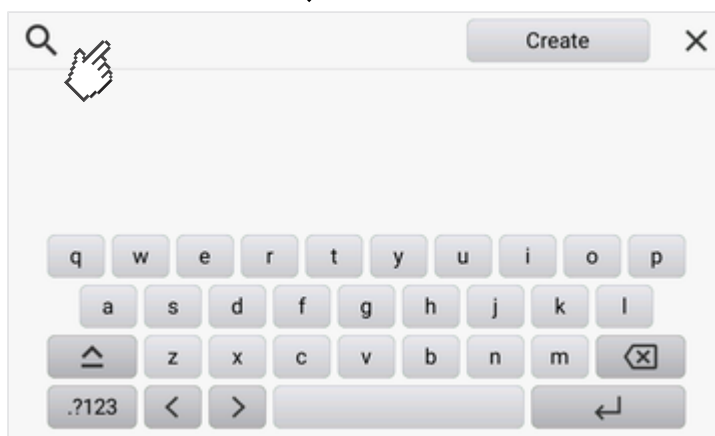 Create
q w e r t y u i o p
a s d f g h j k l
z x c v b n m
.?123 < >